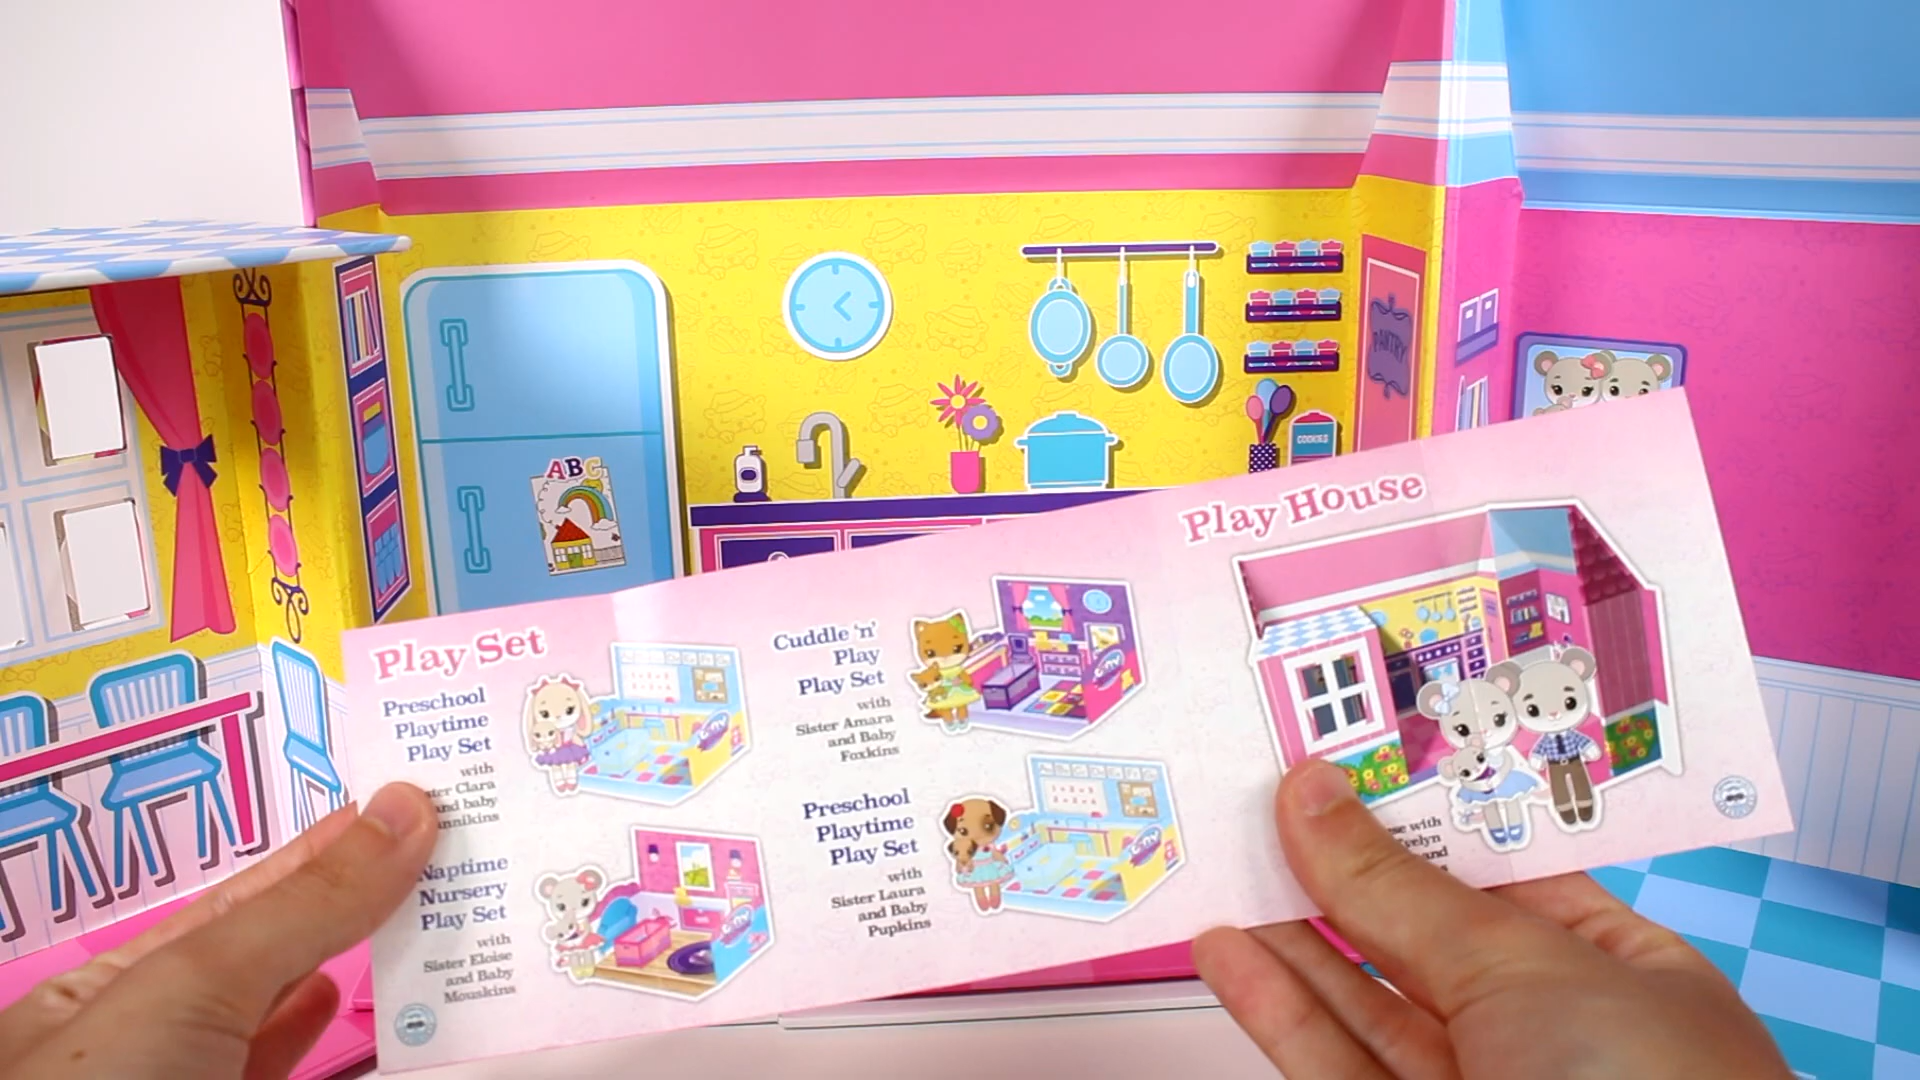 PANTRY
COOKIES
ABC
Play House
Play Set
Preschool
Playtime
Play Set
with
and baby
Naptime
Nursery
Play Set
with
Sister Eloise
and Baby
Mouskins
Cuddle 'n'
Play
Play Set
with
Sister Amara
and Baby
Foxkins
Preschool
Playtime
Play Set
with
Sister Laura
and Baby
Pupkins
with
and